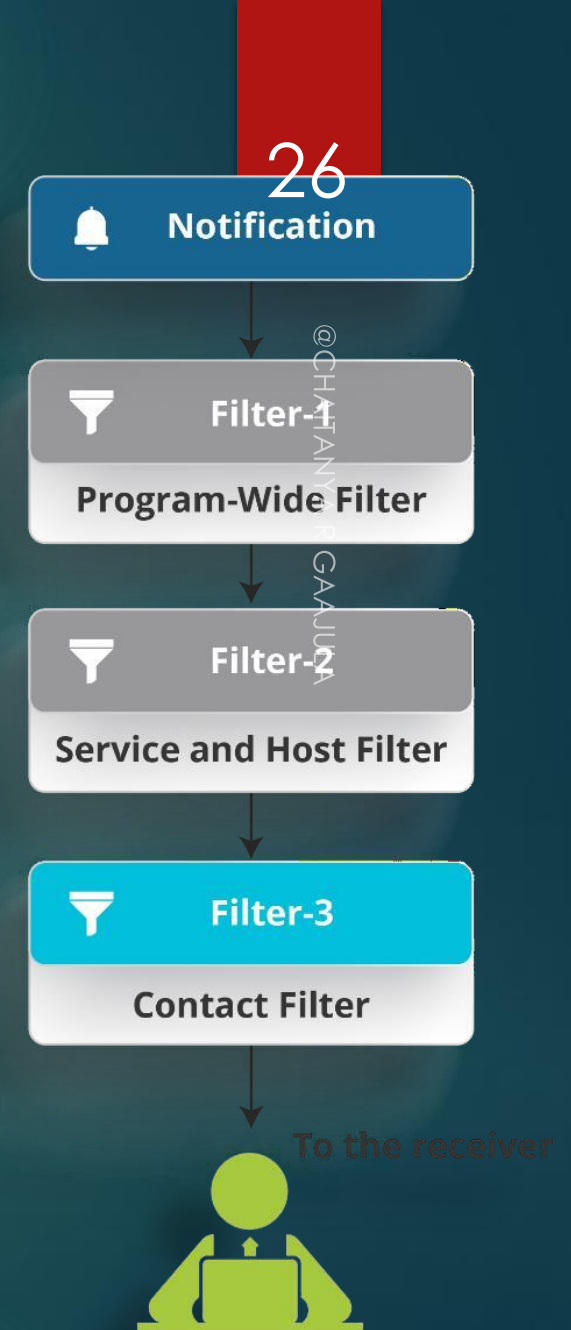 26
Notification
@CHAITANYA R GAAJULA
Filter-1
Program-Wide Filter
Filter-2
Service and Host Filter
Filter-3
Contact Filter
To the receiver